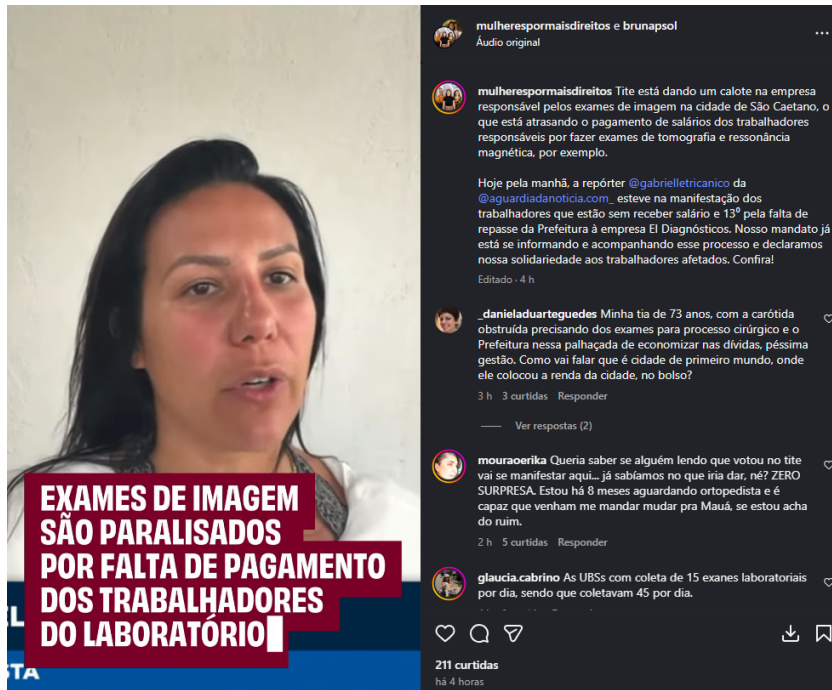 EXAMES DE IMAGEM
SÃO PARALISADOS
POR FALTA DE PAGAMENTO
DOS TRABALHADORES
DO LABORATÓRIO
EL
STA
mulherespormaisdireitos e brunapsol
Áudio original
mulherespormaisdireitos Tite está dando um calote na empresa
responsável pelos exames de imagem na cidade de São Caetano, o
que está atrasando o pagamento de salários dos trabalhadores
responsáveis por fazer exames de tomografia e ressonância
magnética, por exemplo.
Hoje pela manhã, a repórter @gabrielletricanico da
@aguardiadanoticia.com_ esteve na manifestação dos
trabalhadores que estão sem receber salário e 13º pela falta de
repasse da Prefeitura à empresa EI Diagnósticos. Nosso mandato já
está se informando e acompanhando esse processo e declaramos
nossa solidariedade aos trabalhadores afetados. Confira!
Editado · 4 h
_danieladuarteguedes Minha tia de 73 anos, com a carótida
obstruída precisando dos exames para processo cirúrgico e o
Prefeitura nessa palhaçada de economizar nas dívidas, péssima
gestão. Como vai falar que é cidade de primeiro mundo, onde
ele colocou a renda da cidade, no bolso?
3 h 3 curtidas Responder
Ver respostas (2)
mouraoerika Queria saber se alguém lendo que votou no tite
vai se manifestar aqui... já sabíamos no que iria dar, né? ZERO
SURPRESA. Estou há 8 meses aguardando ortopedista e é
capaz que venham me mandar mudar pra Mauá, se estou acha
do ruim.
2 h 5 curtidas Responder
glaucia.cabrino As UBSs com coleta de 15 exanes laboratoriais
por dia, sendo que coletavam 45 por dia.
211 curtidas
há 4 horas